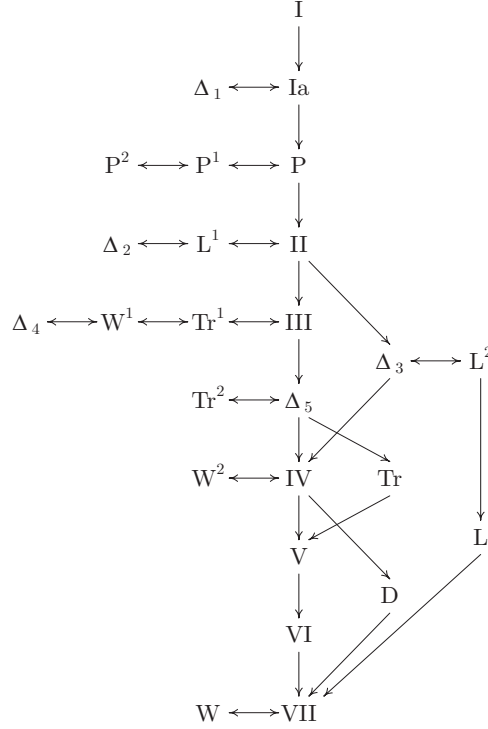 I
Δ₁ Ia
P² P¹ P
Δ₂ L¹ II
Δ₄ W¹ Tr¹ III
Δ₃ L²
Tr² Δ₅
W² IV Tr
L
V
D
VI
W VII